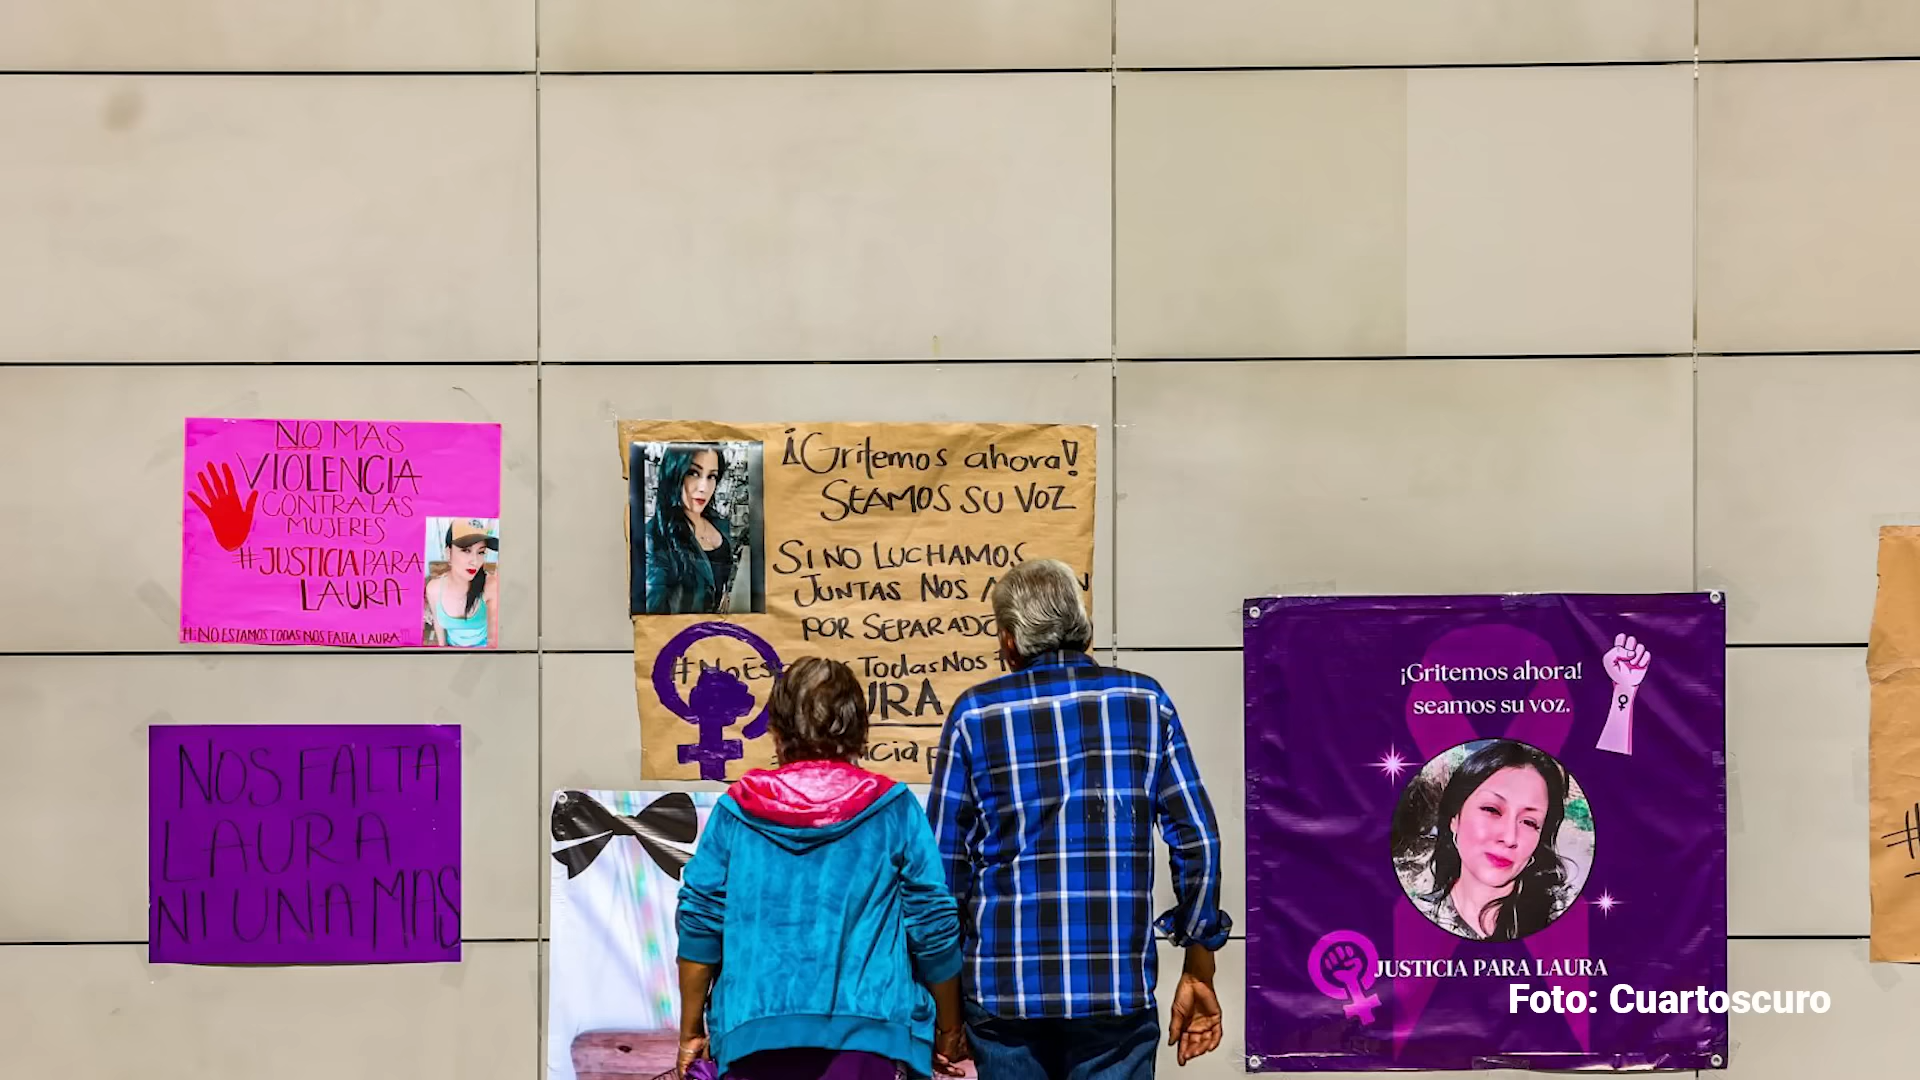 NO MAS
VIOLENCIA
CONTRA LAS
MUJERES
#JUSTICIA PARA
LAURA
#NO ESTAMOS TODAS NOS FALTA LAURA
NOS FALTA
LAURA
NI UNA MAS
¡Gritemos ahora!
SEAMOS SU VOZ
SI NO LUCHAMOS
JUNTAS NOS
POR SEPARADO
Todas Nos
¡Gritemos ahora!
seamos su voz.
JUSTICIA PARA LAURA
Foto: Cuartoscuro